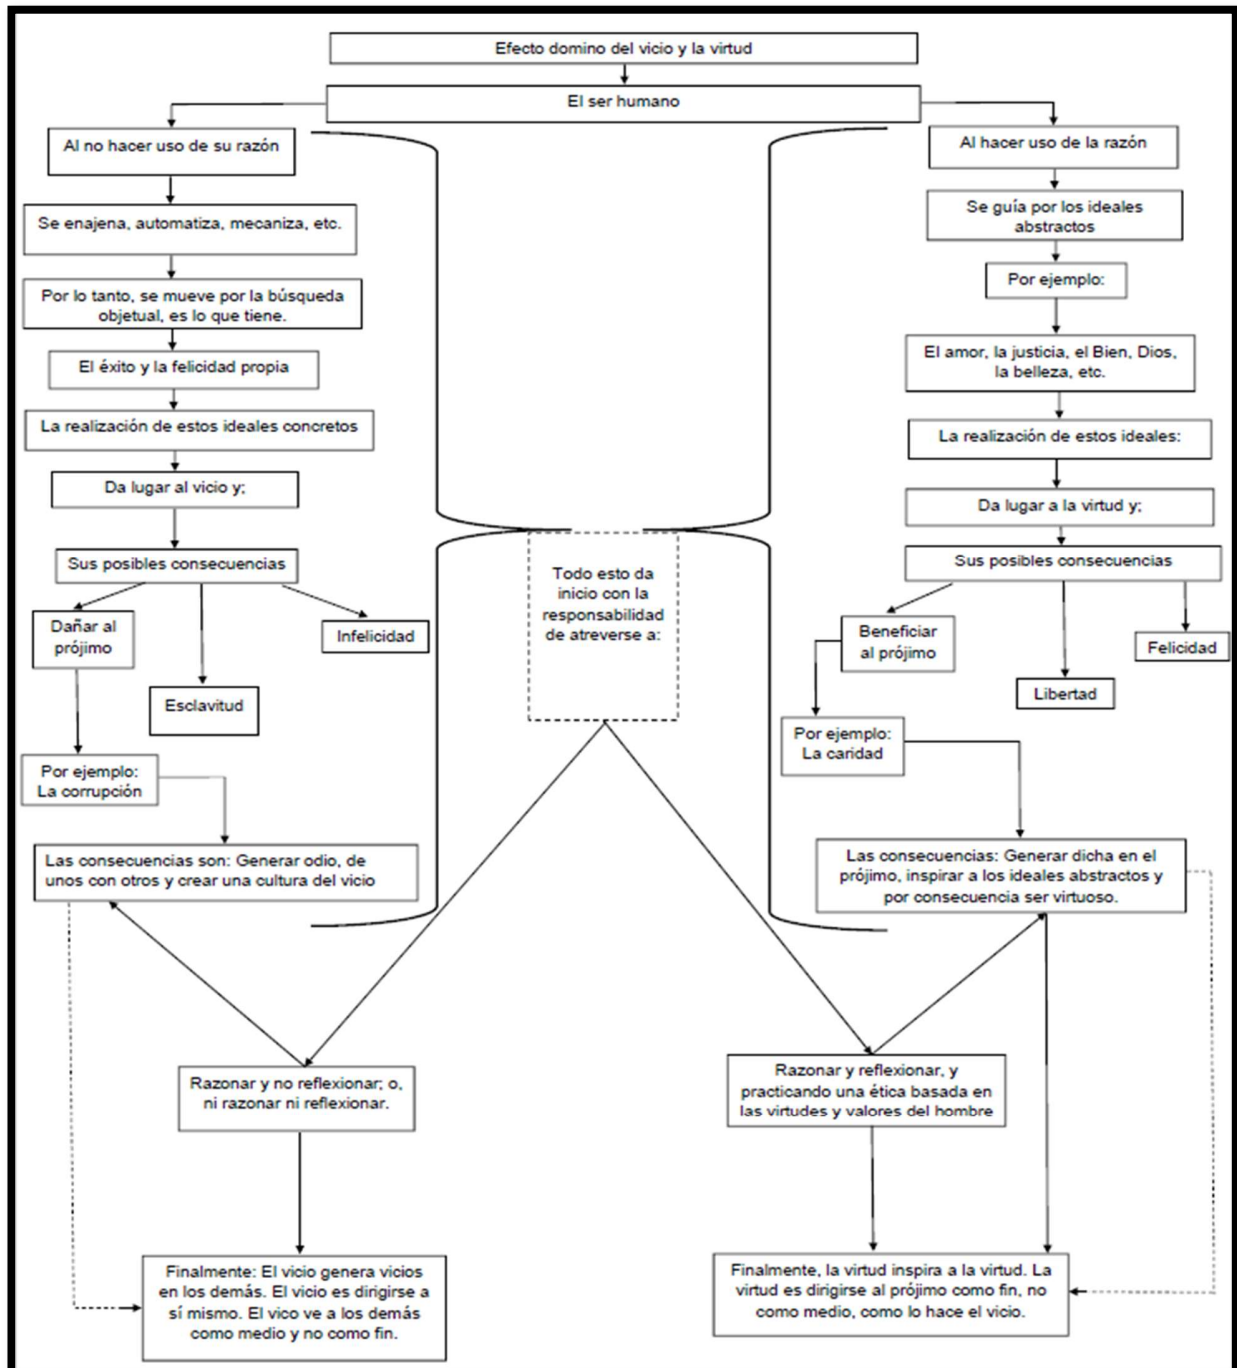 Efecto domino del vicio y la virtud
El ser humano
Al no hacer uso de su razón
Se enajena, automatiza, mecaniza, etc.
Por lo tanto, se mueve por la búsqueda
objetual, es lo que tiene.
El éxito y la felicidad propia
La realización de estos ideales concretos
Da lugar al vicio y;
Sus posibles consecuencias
Dañar al
prójimo
Esclavitud
Infelicidad
Por ejemplo:
La corrupción
Las consecuencias son: Generar odio, de
unos con otros y crear una cultura del vicio
Al hacer uso de la razón
Se guía por los ideales
abstractos
Por ejemplo:
El amor, la justicia, el Bien, Dios,
la belleza, etc.
La realización de estos ideales:
Da lugar a la virtud y;
Sus posibles consecuencias
Beneficiar
al prójimo
Libertad
Felicidad
Por ejemplo:
La caridad
Las consecuencias: Generar dicha en el
prójimo, inspirar a los ideales abstractos y
por consecuencia ser virtuoso.
Todo esto da
inicio con la
responsabilidad
de atreverse a:
Razonar y no reflexionar; o,
ni razonar ni reflexionar.
Razonar y reflexionar, y
practicando una ética basada en
las virtudes y valores del hombre
Finalmente: El vicio genera vicios
en los demás. El vicio es dirigirse a
sí mismo. El vico ve a los demás
como medio y no como fin.
Finalmente, la virtud inspira a la virtud. La
virtud es dirigirse al prójimo como fin, no
como medio, como lo hace el vicio.